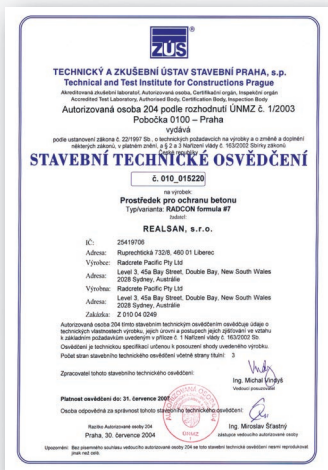 ZÚS
TECHNICKÝ A ZKUŠEBNÍ ÚSTAV STAVEBNÍ PRAHA, s.p.
Technical and Test Institute for Constructions Prague
Akreditovaná zkušební laboratoř, Autorizovaná osoba, Certifikační orgán, Inspekční orgán
Accredited Test Laboratory, Authorised Body, Certification Body, Inspection Body
Autorizovaná osoba 204 podle rozhodnutí ÚNMZ č. 1/2003
Pobočka 0100 – Praha
vydává
podle ustanovení zákona č. 22/1997 Sb., o technických požadavcích na výrobky a o změně a doplnění
některých zákonů, v platném znění, a § 2 a 3 Nařízení vlády č. 163/2002 Sbírky zákonů
České republiky
STAVEBNÍ TECHNICKÉ OSVĚDČENÍ
č. 010_015220
na výrobek:
Prostředek pro ochranu betonu
Typ/varianta: RADCON formula #7
žadatel:
REALSAN, s.r.o.
IČ: 25419706
Adresa: Ruprechtická 732/8, 460 01 Liberec
Výrobce: Radcrete Pacific Pty Ltd
Adresa: Level 3, 45a Bay Street, Double Bay, New South Wales
2028 Sydney, Austrálie
Výrobna: Radcrete Pacific Pty Ltd
Adresa: Level 3, 45a Bay Street, Double Bay, New South Wales
2028 Sydney, Austrálie
Zakázka: Z 010 04 0249
Autorizovaná osoba 204 tímto stavebním technickým osvědčením osvědčuje údaje o
technických vlastnostech výrobku, jejich úrovni a postupech jejich zjišťování ve vztahu
k základním požadavkům uvedeným v příloze č. 1 Nařízení vlády č. 163/2002 Sb.
Osvědčení je technickou specifikací určenou k posouzení shody uvedeného výrobku.
Počet stran stavebního technického osvědčení včetně strany titulní: 3
Zpracovatel tohoto stavebního technického osvědčení:
Ing. Michal Vindyš
Vedoucí posuzovatel
Platnost osvědčení do: 31. července 2007
Osoba odpovědná za správnost tohoto stavebního technického osvědčení:
Razítko Autorizované osoby 204
Praha, 30. července 2004
Ing. Miroslav Šťastný
zástupce vedoucího autorizované osoby
ÚNMZ
Upozornění: Bez písemného souhlasu vedoucího autorizované osoby se nesmí toto stavební technické osvědčení reprodukovat
jinak než celé.